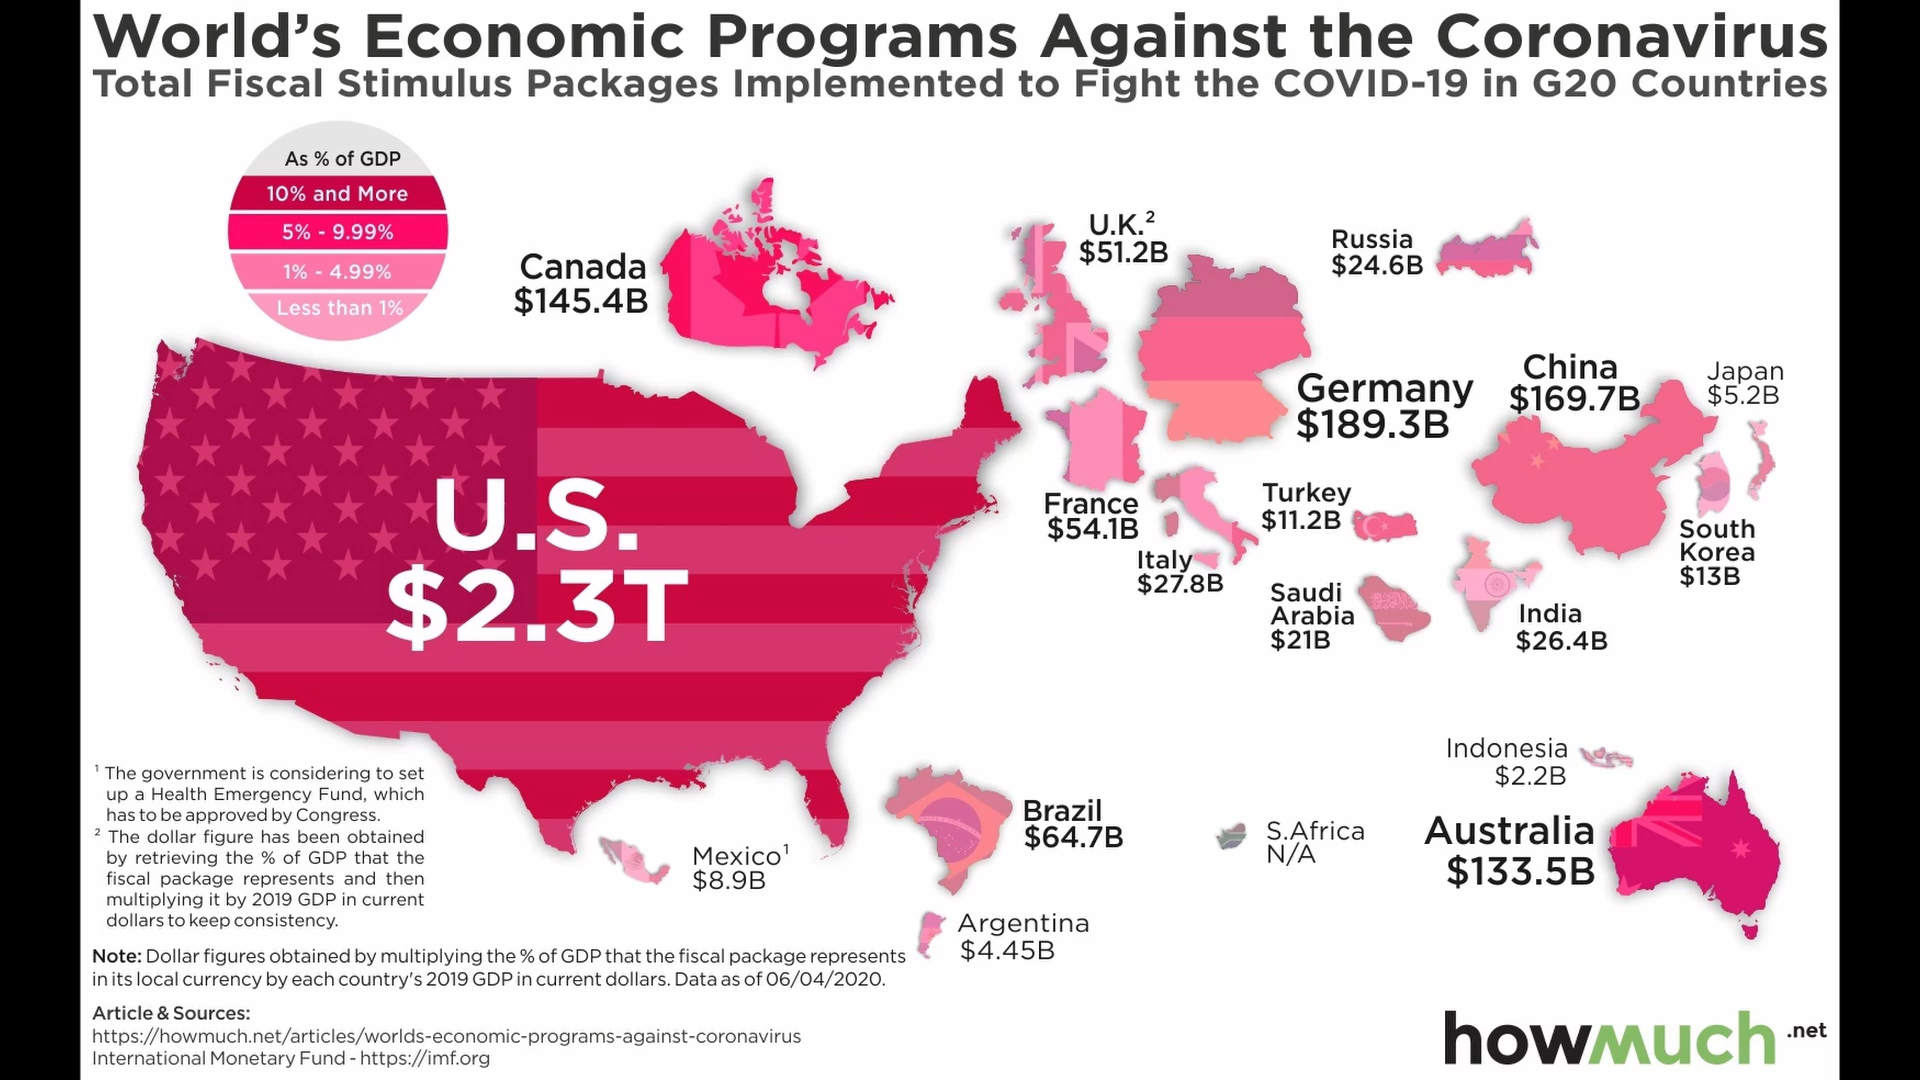 World's Economic Programs Against the Coronavirus
Total Fiscal Stimulus Packages Implemented to Fight the COVID-19 in G20 Countries
As % of GDP
10% and More
5% - 9.99%
1% - 4.99%
Less than 1%
Canada
$145.4B
U.K.²
$51.2B
Russia
$24.6B
Germany
$189.3B
China
$169.7B
Japan
$5.2B
U.S.
$2.3T
France
$54.1B
Italy
$27.8B
Turkey
$11.2B
Saudi
Arabia
$21B
India
$26.4B
South
Korea
$13B
Indonesia
$2.2B
Australia
$133.5B
S.Africa
N/A
Brazil
$64.7B
Mexico¹
$8.9B
Argentina
$4.45B
¹ The government is considering to set
up a Health Emergency Fund, which
has to be approved by Congress.
² The dollar figure has been obtained
by retrieving the % of GDP that the
fiscal package represents and then
multiplying it by 2019 GDP in current
dollars to keep consistency.
Note: Dollar figures obtained by multiplying the % of GDP that the fiscal package represents
in its local currency by each country's 2019 GDP in current dollars. Data as of 06/04/2020.
Article & Sources:
https://howmuch.net/articles/worlds-economic-programs-against-coronavirus
International Monetary Fund - https://imf.org
howmuch.net